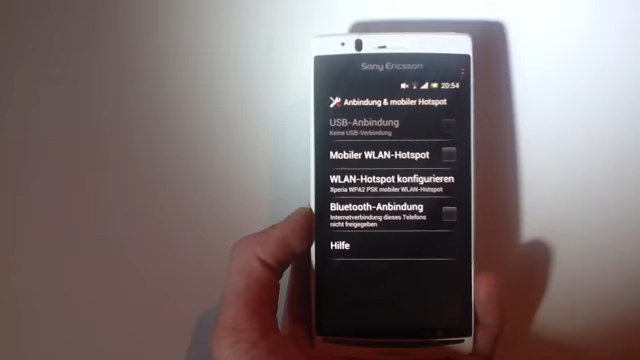 Sony Ericsson
20:54
Anbindung & mobiler Hotspot
USB-Anbindung
Keine USB-Verbindung
Mobiler WLAN-Hotspot
WLAN-Hotspot konfigurieren
Xperia WPA2 PSK mobiler WLAN-Hotspot
Bluetooth-Anbindung
Internetverbindung dieses Telefons
nicht freigegeben
Hilfe